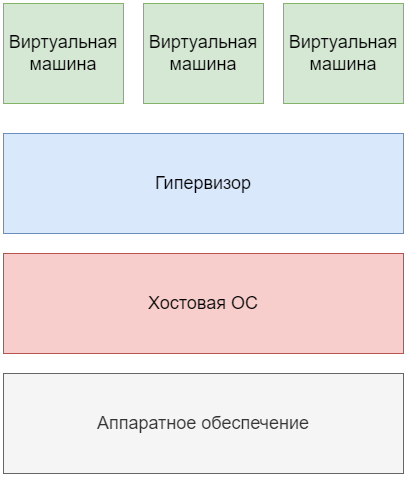 Виртуальная
машина
Виртуальная
машина
Виртуальная
машина
Гипервизор
Хостовая ОС
Аппаратное обеспечение